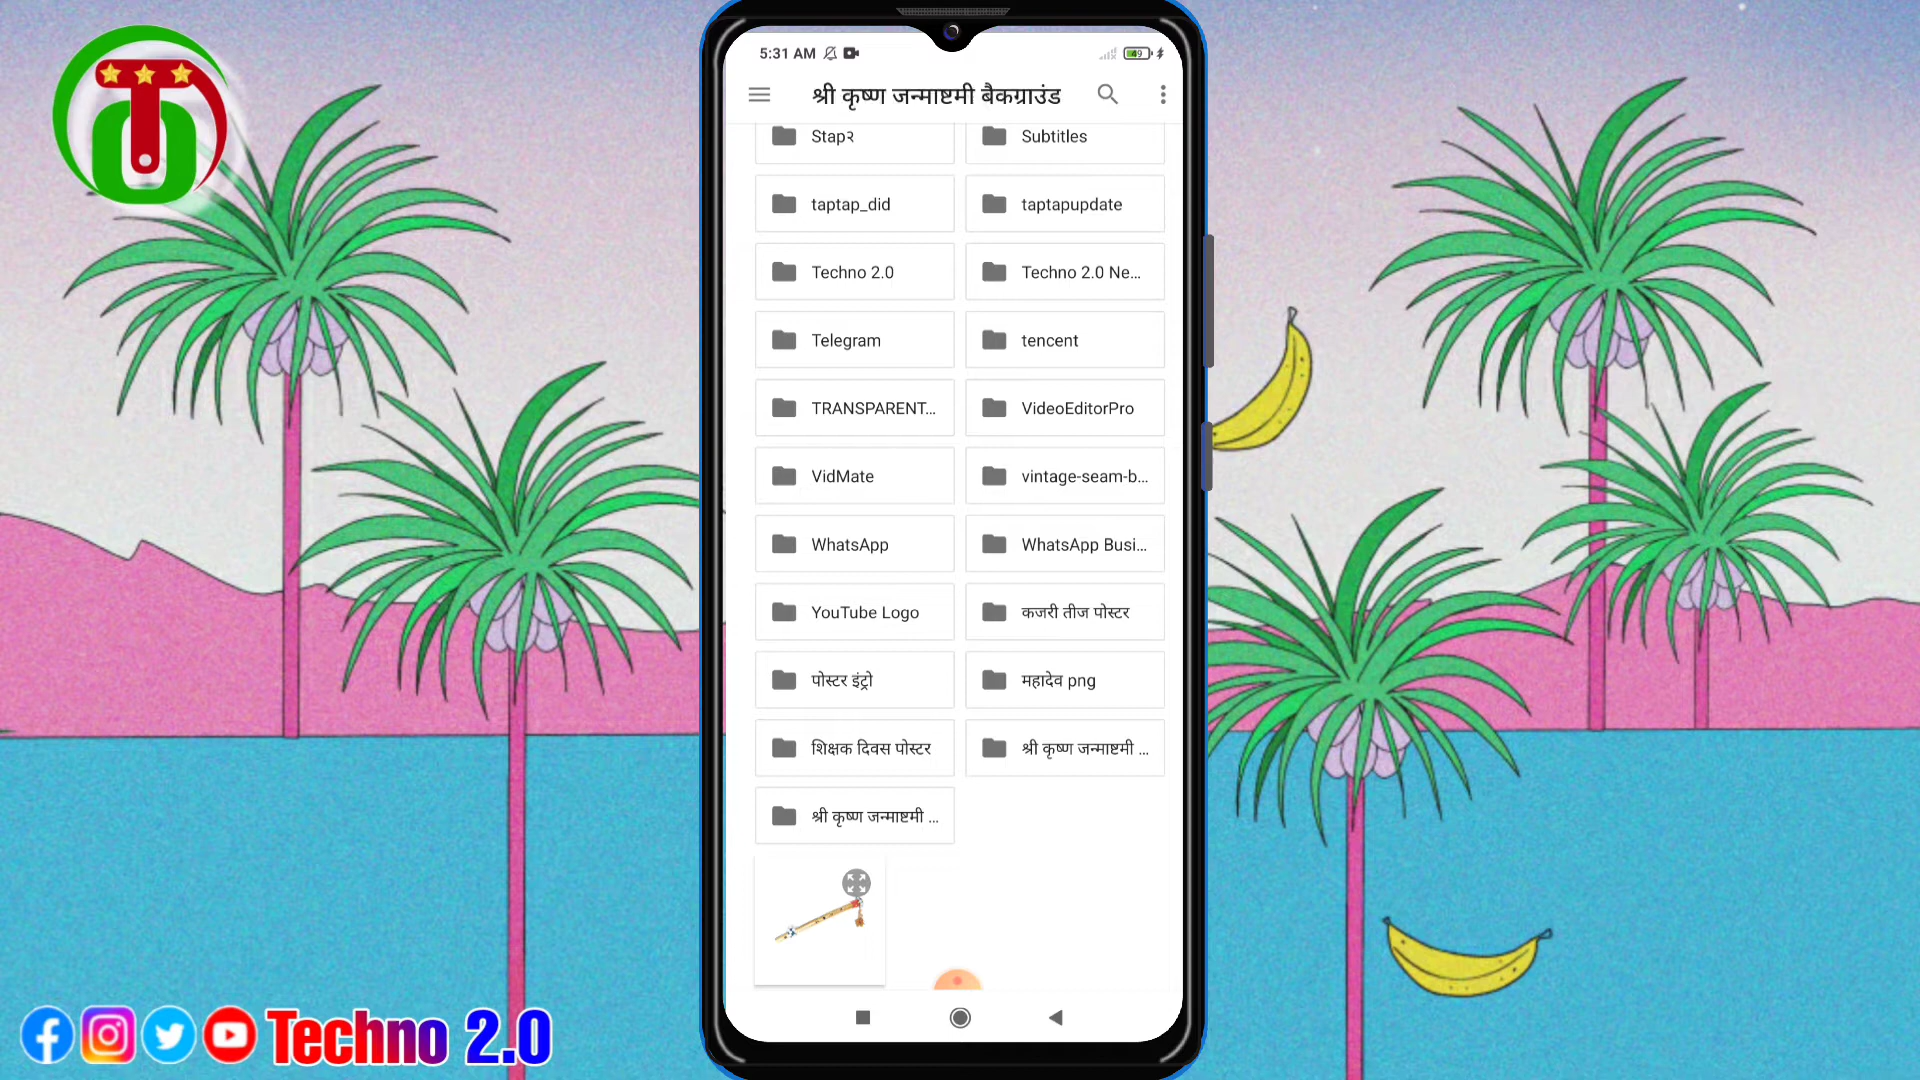 5:31 AM
49
श्री कृष्ण जन्माष्टमी बैकग्राउंड
Stap२
Subtitles
taptap_did
taptapupdate
Techno 2.0
Techno 2.0 Ne...
Telegram
tencent
TRANSPARENT...
VideoEditorPro
VidMate
vintage-seam-b...
WhatsApp
WhatsApp Busi...
YouTube Logo
कजरी तीज पोस्टर
पोस्टर इंट्रो
महादेव png
शिक्षक दिवस पोस्टर
श्री कृष्ण जन्माष्टमी ...
श्री कृष्ण जन्माष्टमी ...
Techno 2.0